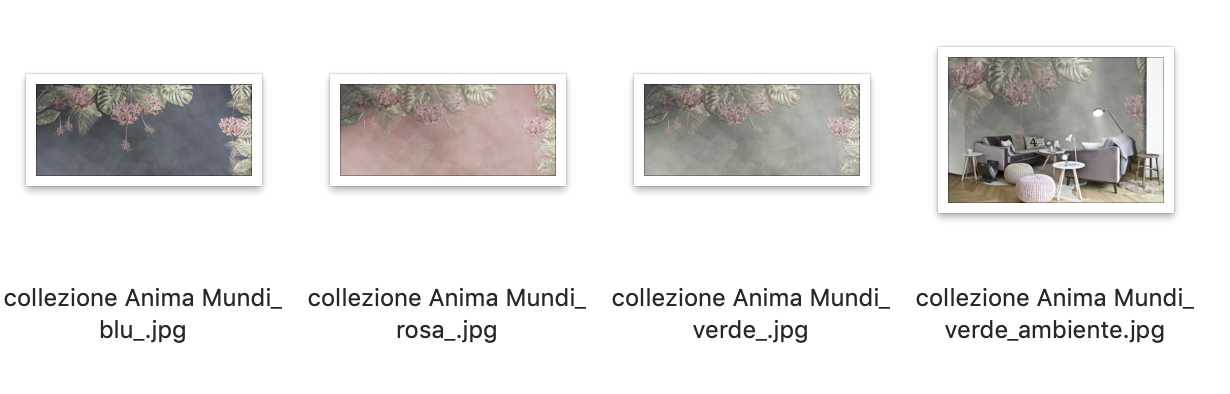 collezione Anima Mundi_
blu_.jpg
collezione Anima Mundi_
rosa_.jpg
collezione Anima Mundi_
verde_.jpg
collezione Anima Mundi_
verde_ambiente.jpg
4